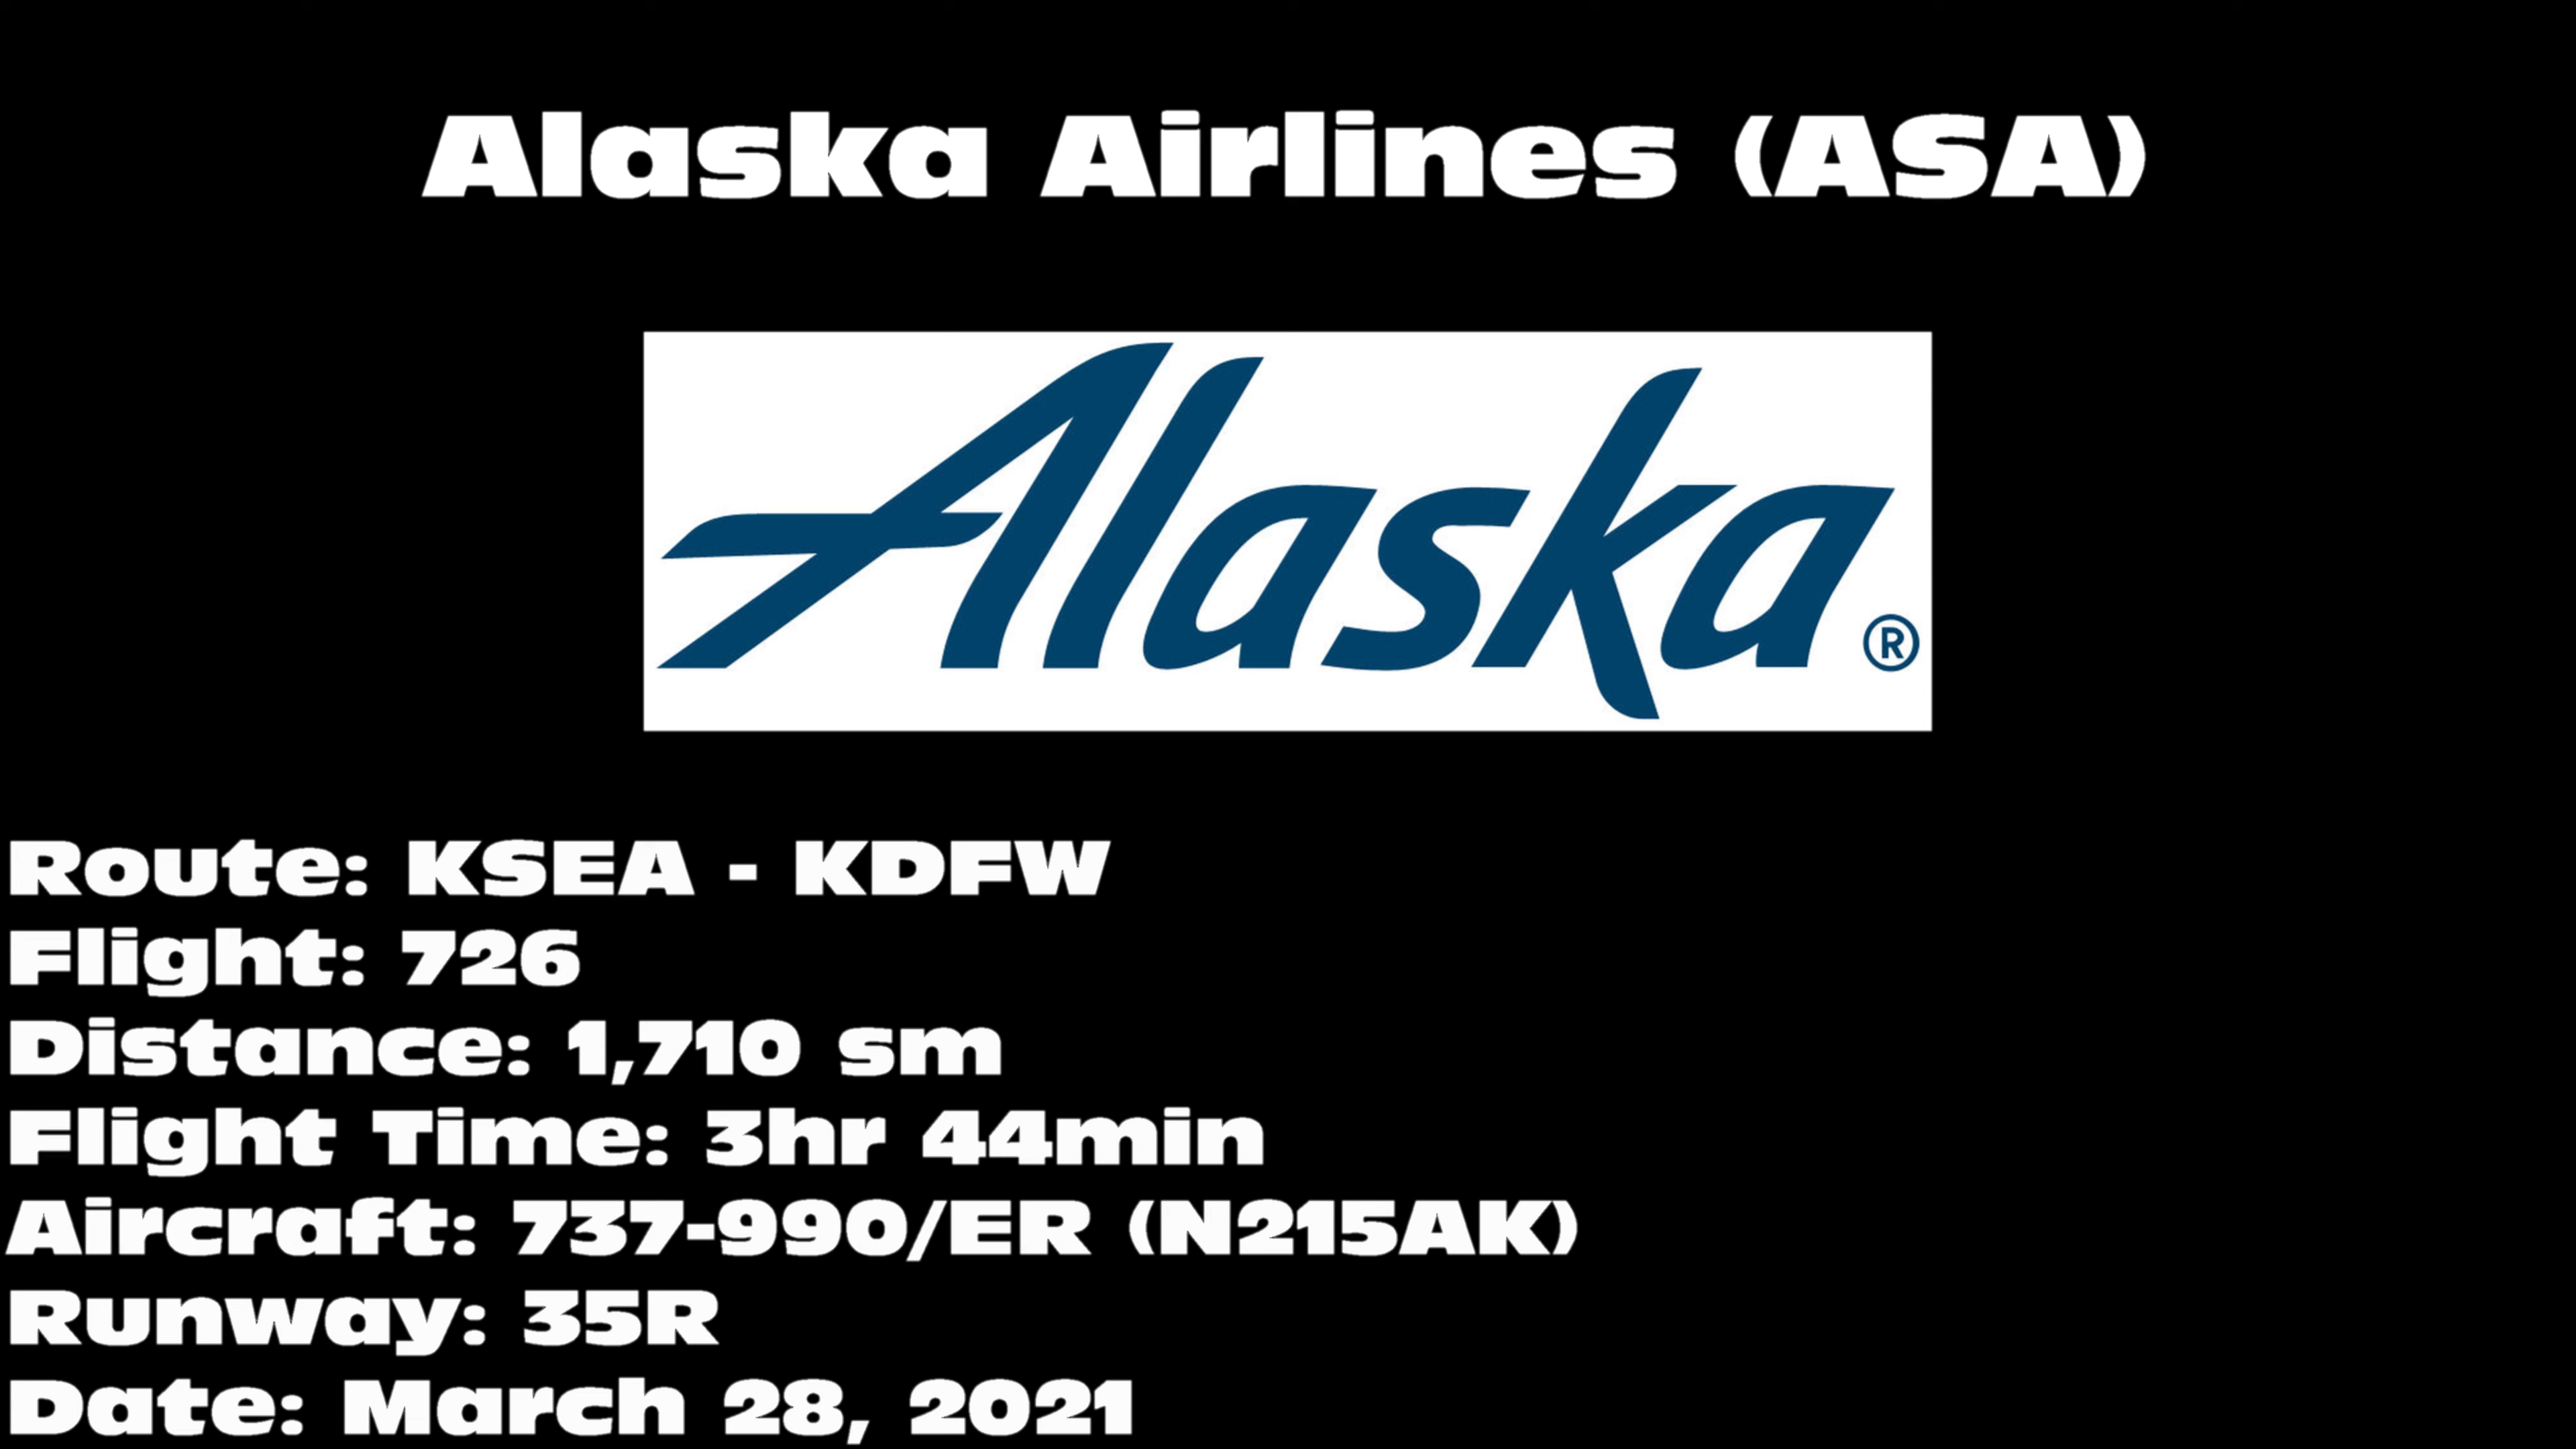 Alaska Airlines (ASA)
Alaska®
Route: KSEA - KDFW
Flight: 726
Distance: 1,710 sm
Flight Time: 3hr 44min
Aircraft: 737-990/ER (N215AK)
Runway: 35R
Date: March 28, 2021